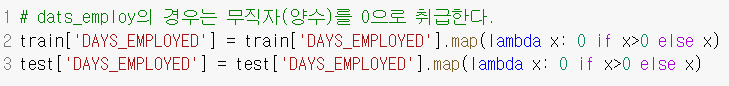 1 # dats_employ의 경우는 무직자(양수)를 0으로 취급한다.
2 train['DAYS_EMPLOYED'] = train['DAYS_EMPLOYED'].map(lambda x: 0 if x>0 else x)
3 test['DAYS_EMPLOYED'] = test['DAYS_EMPLOYED'].map(lambda x: 0 if x>0 else x)